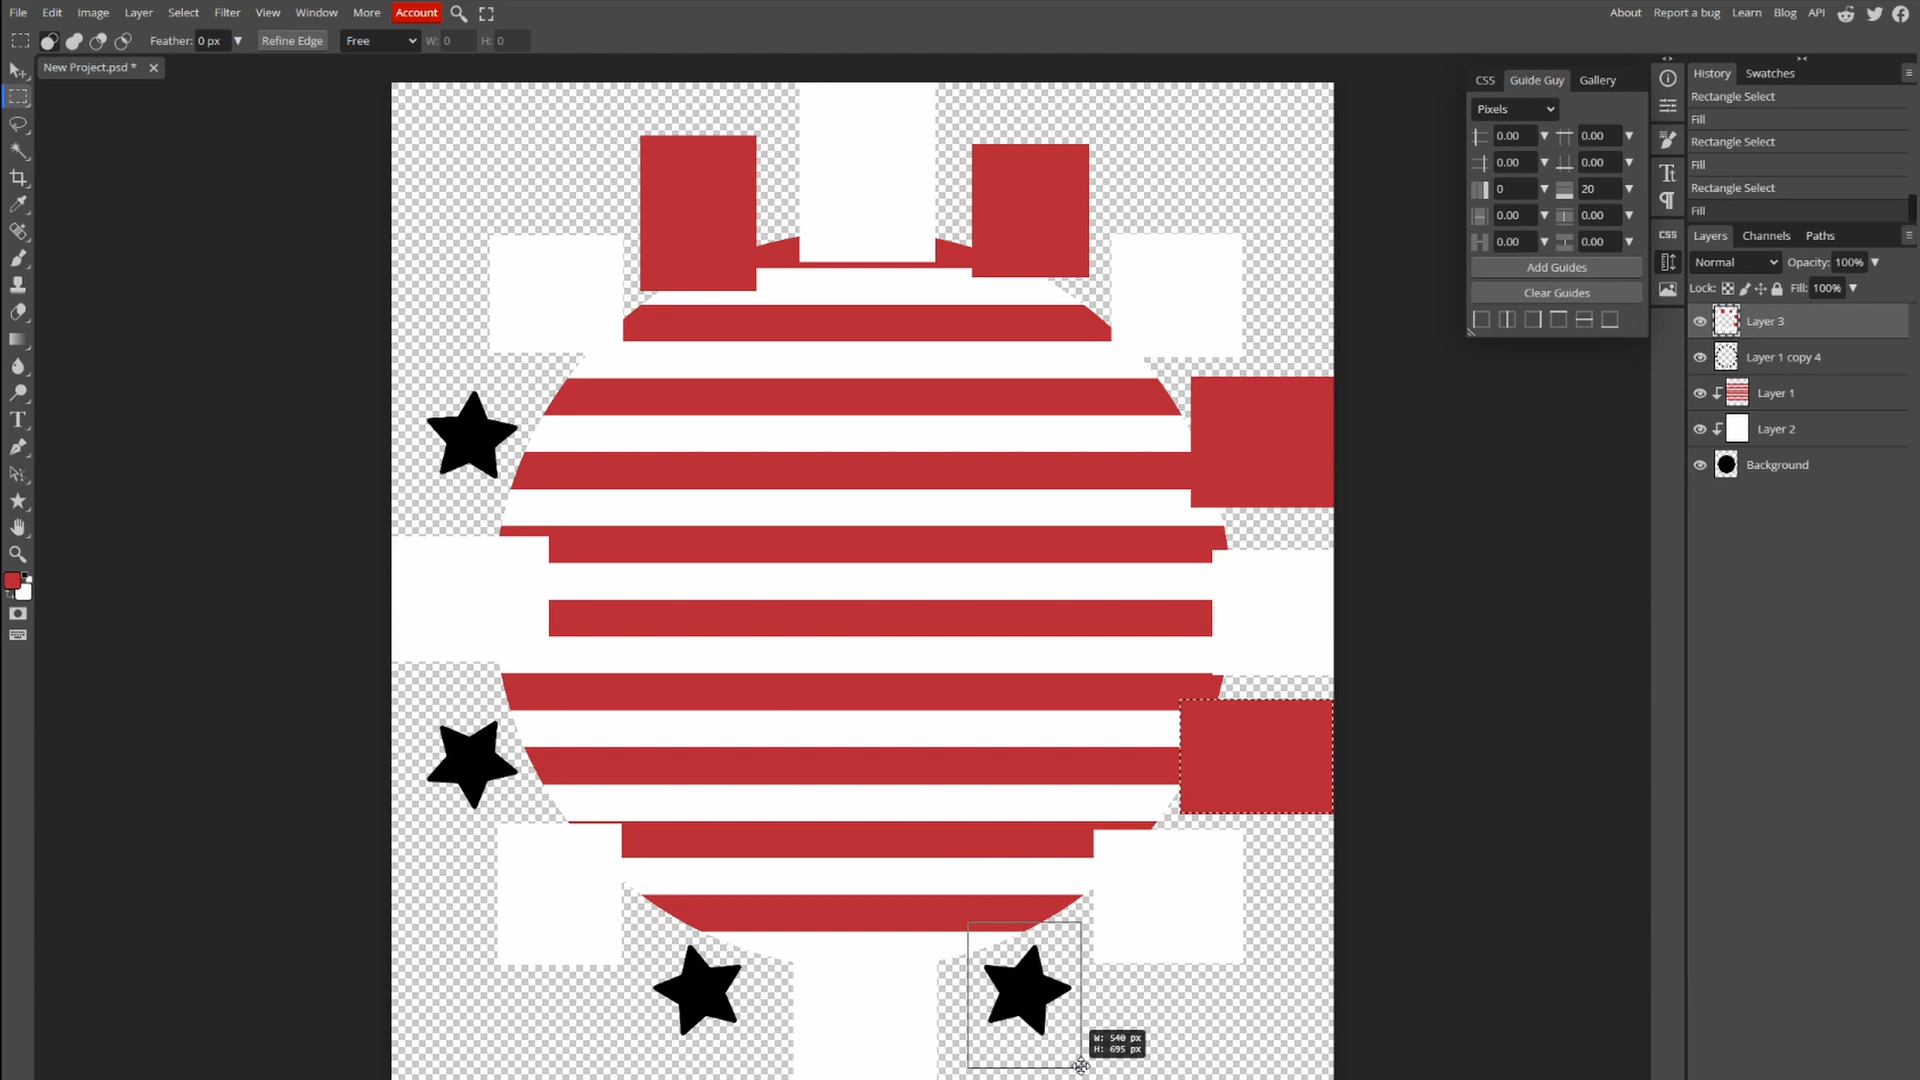 File Edit Image Layer Select Filter View Window More Account
About Report a bug Learn Blog API
Feather: 0 px Refine Edge Free W: 0 H: 0
New Project.psd *
CSS Guide Guy Gallery
Pixels
0.00 0.00
0.00 0.00
0 20
0.00 0.00
0.00 0.00
Add Guides
Clear Guides
CSS
History Swatches
Rectangle Select
Fill
Rectangle Select
Fill
Rectangle Select
Fill
Layers Channels Paths
Normal Opacity: 100%
Lock: Fill: 100%
Layer 3
Layer 1 copy 4
Layer 1
Layer 2
Background
W: 540 px
H: 695 px